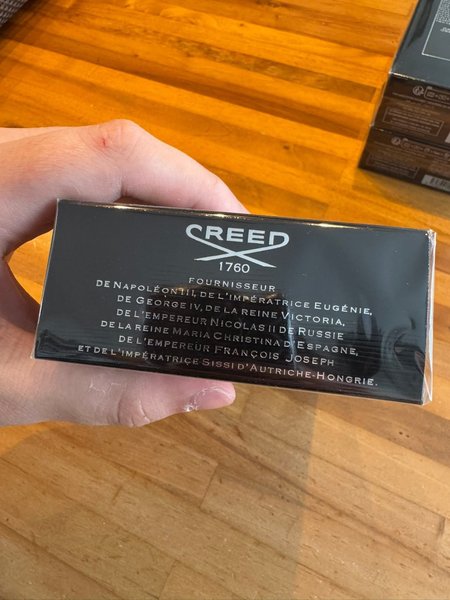 CREED
1760
FOURNISSEUR
DE NAPOLÉON III, DE L'IMPÉRATRICE EUGÉNIE,
DE GEORGE IV, DE LA REINE VICTORIA,
DE L'EMPEREUR NICOLAS II DE RUSSIE
DE LA REINE MARIA CHRISTINA D'ESPAGNE,
DE L'EMPEREUR FRANÇOIS JOSEPH
ET DE L'IMPÉRATRICE SISSI D'AUTRICHE-HONGRIE.